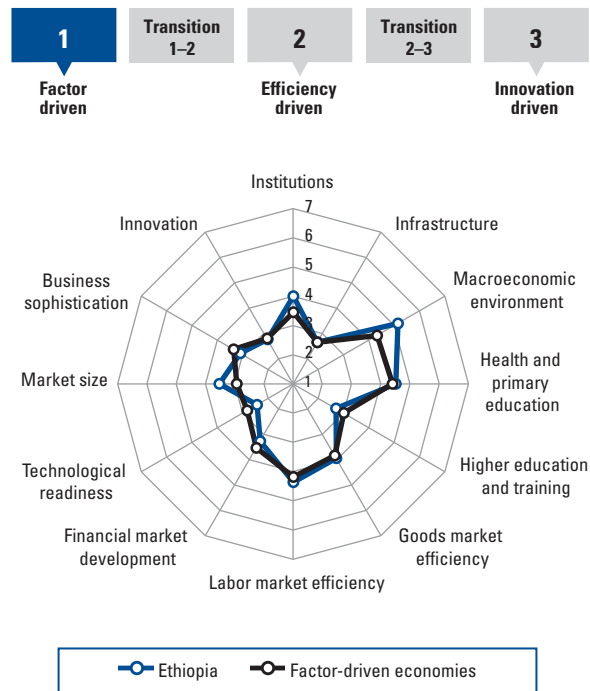 1
Transition
1–2
2
Transition
2–3
3
Factor
driven
Efficiency
driven
Innovation
driven
Institutions
Innovation
Infrastructure
Business
sophistication
Macroeconomic
environment
Market size
Health and
primary
education
Technological
readiness
Higher education
and training
Financial market
development
Goods market
efficiency
Labor market efficiency
7
6
5
4
3
2
1
Ethiopia
Factor-driven economies